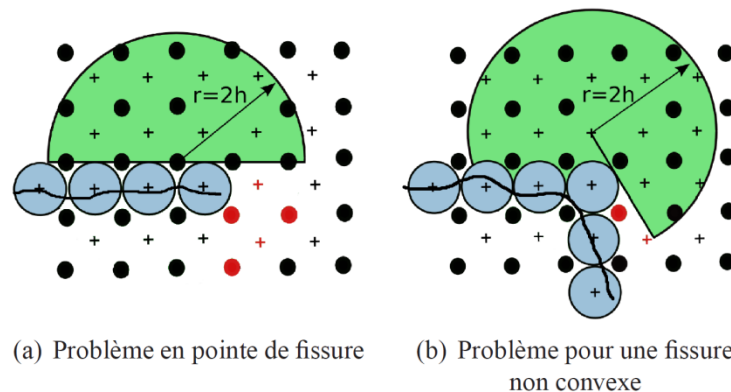 r=2h
r=2h
(a) Problème en pointe de fissure
(b) Problème pour une fissure
non convexe